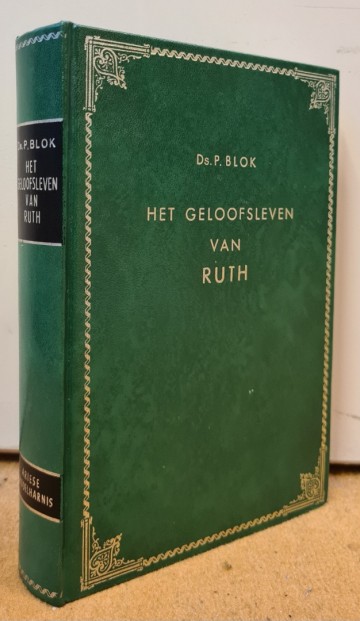 Ds. P. BLOK
HET
GELOOFSLEVEN
VAN
RUTH
Ds. P. BLOK
HET GELOOFSLEVEN
VAN
RUTH